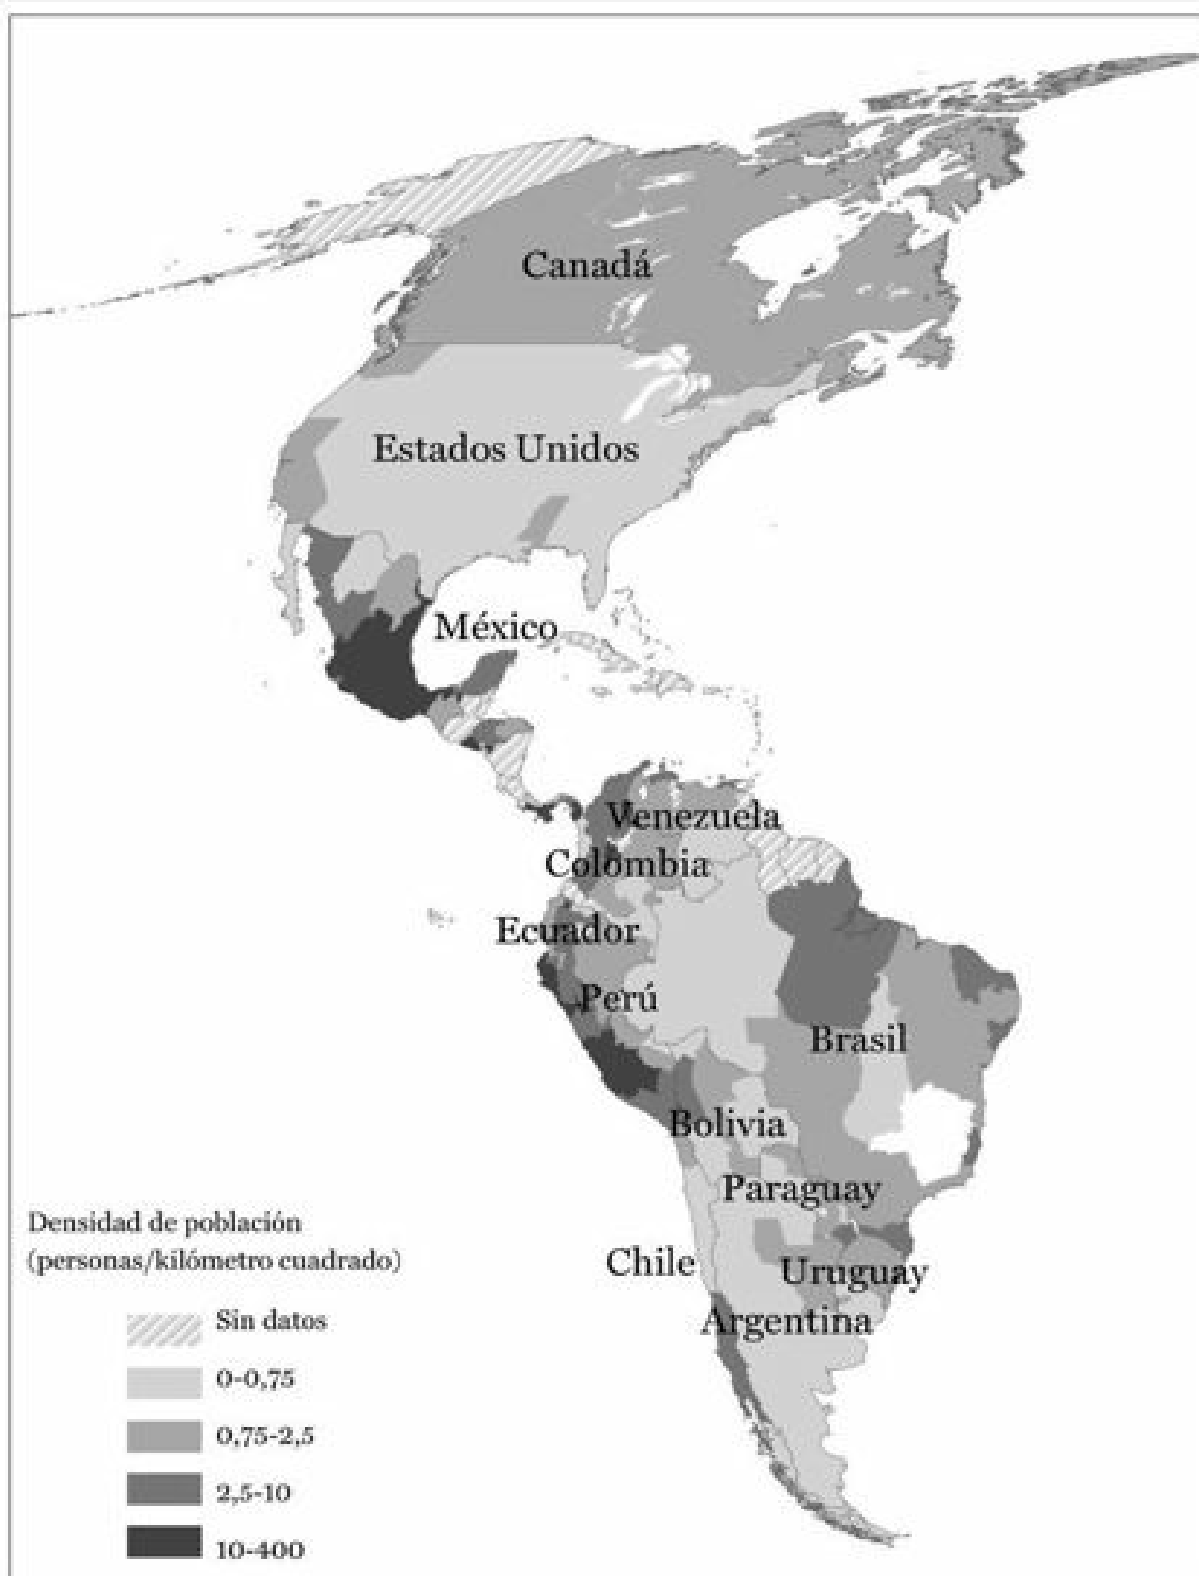 Canadá
Estados Unidos
México
Venezuela
Colombia
Ecuador
Perú
Brasil
Bolivia
Paraguay
Chile
Uruguay
Argentina
Densidad de población
(personas/kilómetro cuadrado)
Sin datos
0-0,75
0,75-2,5
2,5-10
10-400